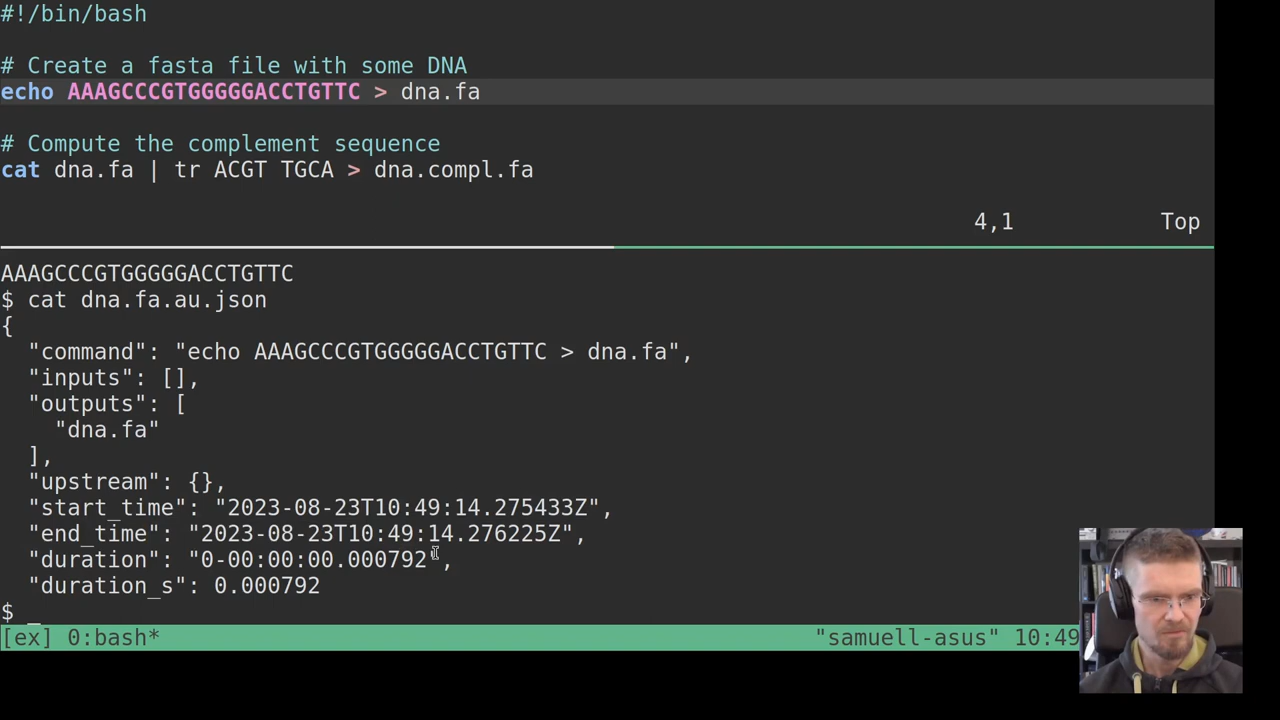 #!/bin/bash
# Create a fasta file with some DNA
echo AAAGCCCGTGGGGGACCTGTTC > dna.fa
# Compute the complement sequence
cat dna.fa | tr ACGT TGCA > dna.compl.fa
4,1 Top
AAAGCCCGTGGGGGACCTGTTC
$ cat dna.fa.au.json
{
"command": "echo AAAGCCCGTGGGGGACCTGTTC > dna.fa",
"inputs": [],
"outputs": [
"dna.fa"
],
"upstream": {},
"start_time": "2023-08-23T10:49:14.275433Z",
"end_time": "2023-08-23T10:49:14.276225Z",
"duration": "0-00:00:00.000792",
"duration_s": 0.000792
$ _
[ex] 0:bash* "samuell-asus" 10:49